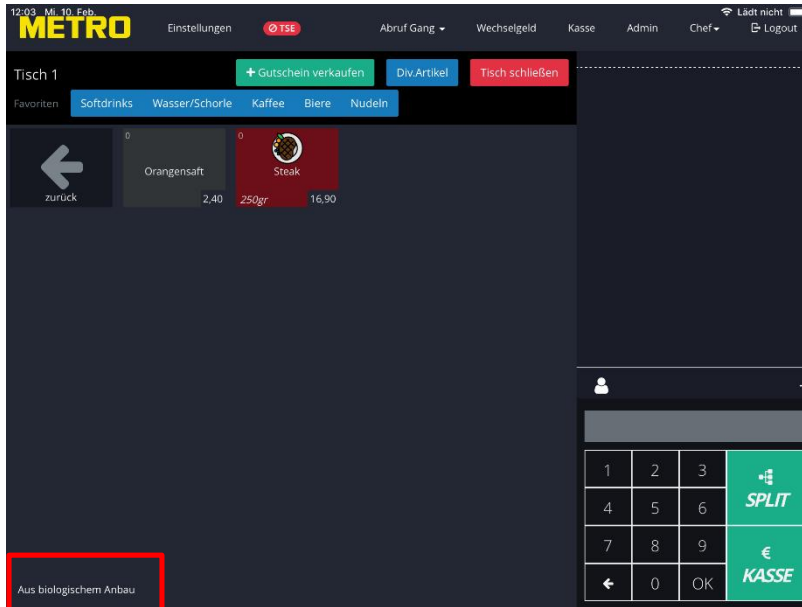 12:03 Mi. 10. Feb.
Lädt nicht
METRO
Einstellungen
TSE
Abruf Gang
Wechselgeld
Kasse
Admin
Chef
Logout
Tisch 1
+ Gutschein verkaufen
Div.Artikel
Tisch schließen
Favoriten
Softdrinks
Wasser/Schorle
Kaffee
Biere
Nudeln
zurück
0
Orangensaft
2,40
0
Steak
250gr
16,90
1 2 3
SPLIT
4 5 6
7 8 9
€
KASSE
0 OK
Aus biologischem Anbau